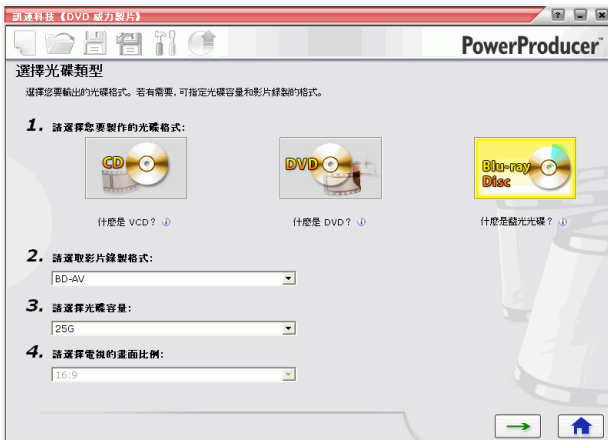 訊連科技《DVD 威力製片》
PowerProducer™
選擇光碟類型
選擇您要輸出的光碟格式。若有需要，可指定光碟容量和影片錄製的格式。
1. 請選擇您要製作的光碟格式：
CD
DVD
Blu-ray Disc
什麼是 VCD？
什麼是 DVD？
什麼是藍光光碟？
2. 請選取影片錄製格式：
BD-AV
3. 請選擇光碟容量：
25G
4. 請選擇電視的畫面比例：
16:9